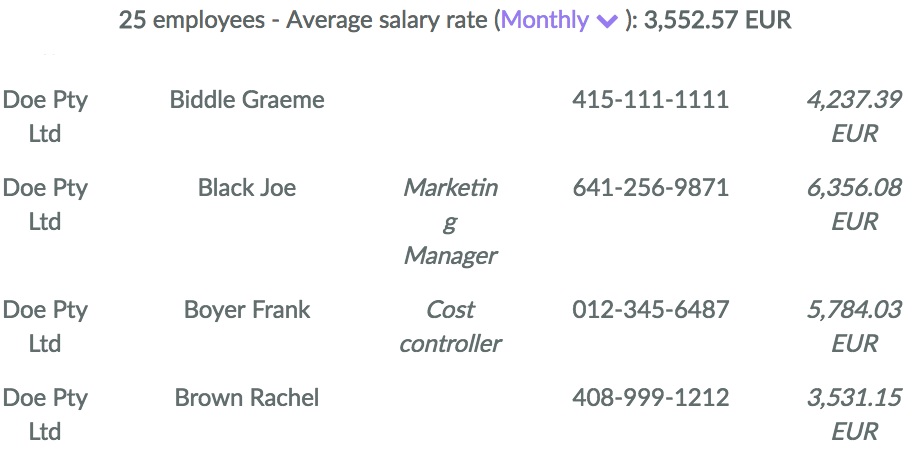 25 employees - Average salary rate (Monthly ): 3,552.57 EUR
Doe Pty Biddle Graeme 415-111-1111 4,237.39
Ltd EUR
Doe Pty Black Joe Marketin 641-256-9871 6,356.08
Ltd g EUR
Manager
Doe Pty Boyer Frank Cost 012-345-6487 5,784.03
Ltd controller EUR
Doe Pty Brown Rachel 408-999-1212 3,531.15
Ltd EUR